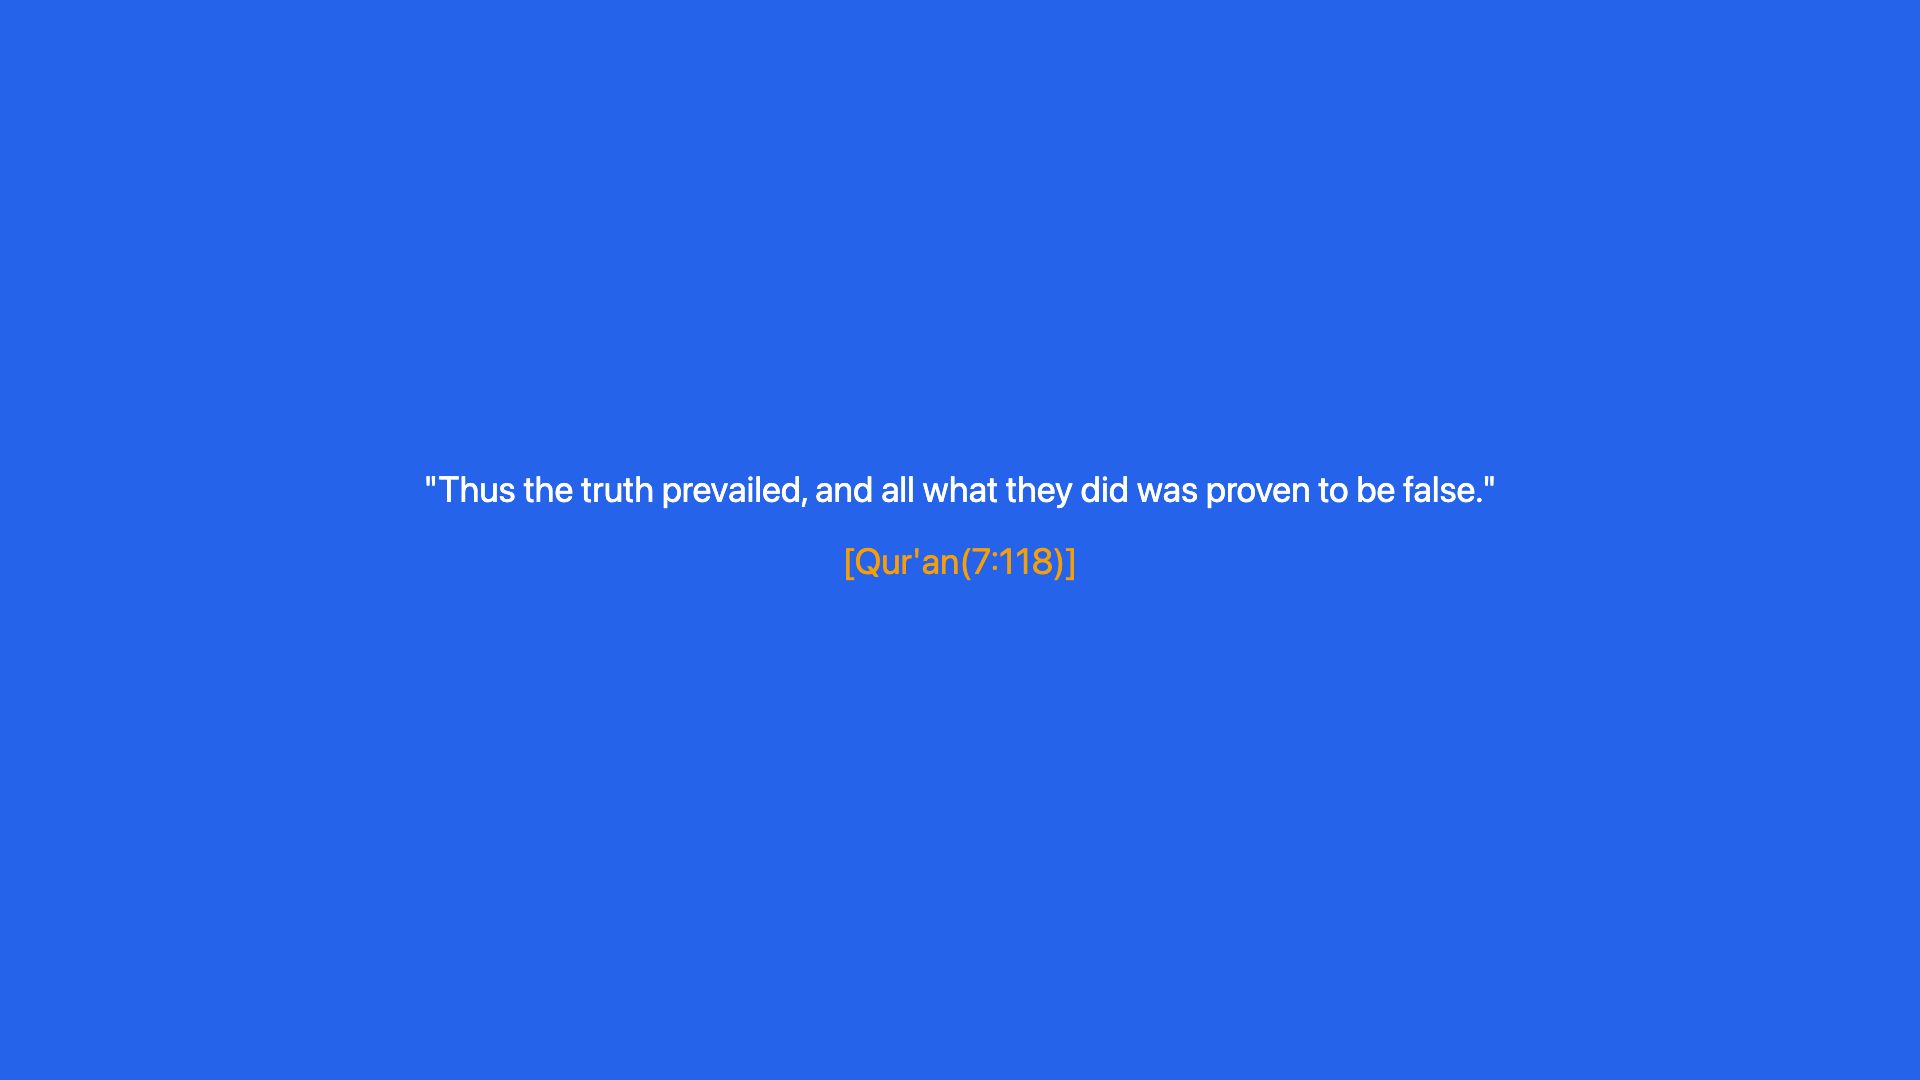 "Thus the truth prevailed, and all what they did was proven to be false."
[Qur'an(7:118)]